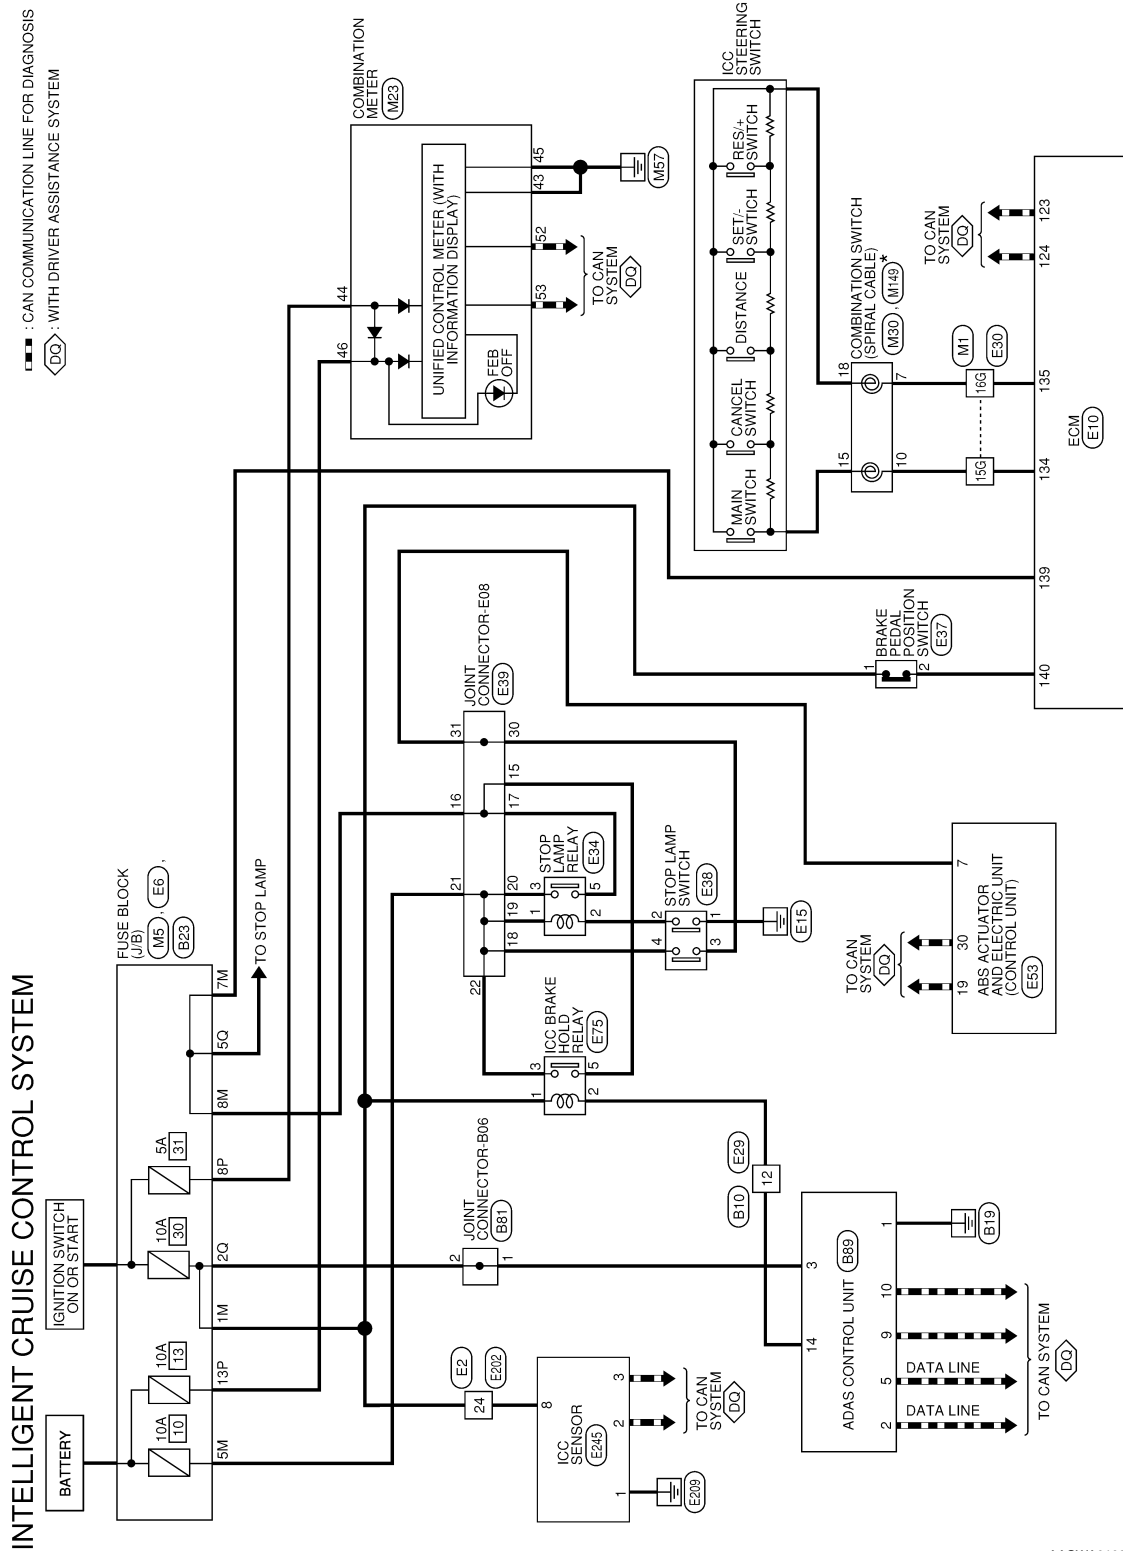 INTELLIGENT CRUISE CONTROL SYSTEM
: CAN COMMUNICATION LINE FOR DIAGNOSIS
DQ : WITH DRIVER ASSISTANCE SYSTEM
BATTERY
IGNITION SWITCH
ON OR START
FUSE BLOCK
(J/B)
M5 , E6 ,
B23
10A
10
10A
13
10A
30
5A
31
5M
13P
1M
2Q
8P
8M
5Q
7M
TO STOP LAMP
COMBINATION
METER
M23
46
44
UNIFIED CONTROL METER (WITH
INFORMATION DISPLAY)
FEB
OFF
53
52
43
45
TO CAN
SYSTEM
DQ
M57
JOINT
CONNECTOR-E08
E39
22
21
16
31
18
19
20
17
15
30
JOINT
CONNECTOR-B06
B81
2
1
ICC BRAKE
HOLD
RELAY
E75
1
3
2
5
STOP
LAMP
RELAY
E34
1
3
2
5
STOP LAMP
SWITCH
E38
4
2
3
1
E15
E2
E202
24
8
ICC
SENSOR
E245
1
2
3
E209
TO CAN
SYSTEM
DQ
B10
E29
12
14
3
ADAS CONTROL UNIT
B89
2
5
9
10
1
DATA LINE
DATA LINE
B19
TO CAN SYSTEM
DQ
TO CAN
SYSTEM
DQ
19
30
7
ABS ACTUATOR
AND ELECTRIC UNIT
(CONTROL UNIT)
E53
BRAKE
PEDAL
POSITION
SWITCH
E37
1
2
ICC
STEERING
SWITCH
MAIN
SWITCH
CANCEL
SWITCH
DISTANCE
SET/-
SWTICH
RES/+
SWITCH
COMBINATION SWITCH
(SPIRAL CABLE)
M30 , M149 *
15
18
10
7
15G
16G
M1
E30
TO CAN
SYSTEM
DQ
140
139
134
135
124
123
ECM
E10